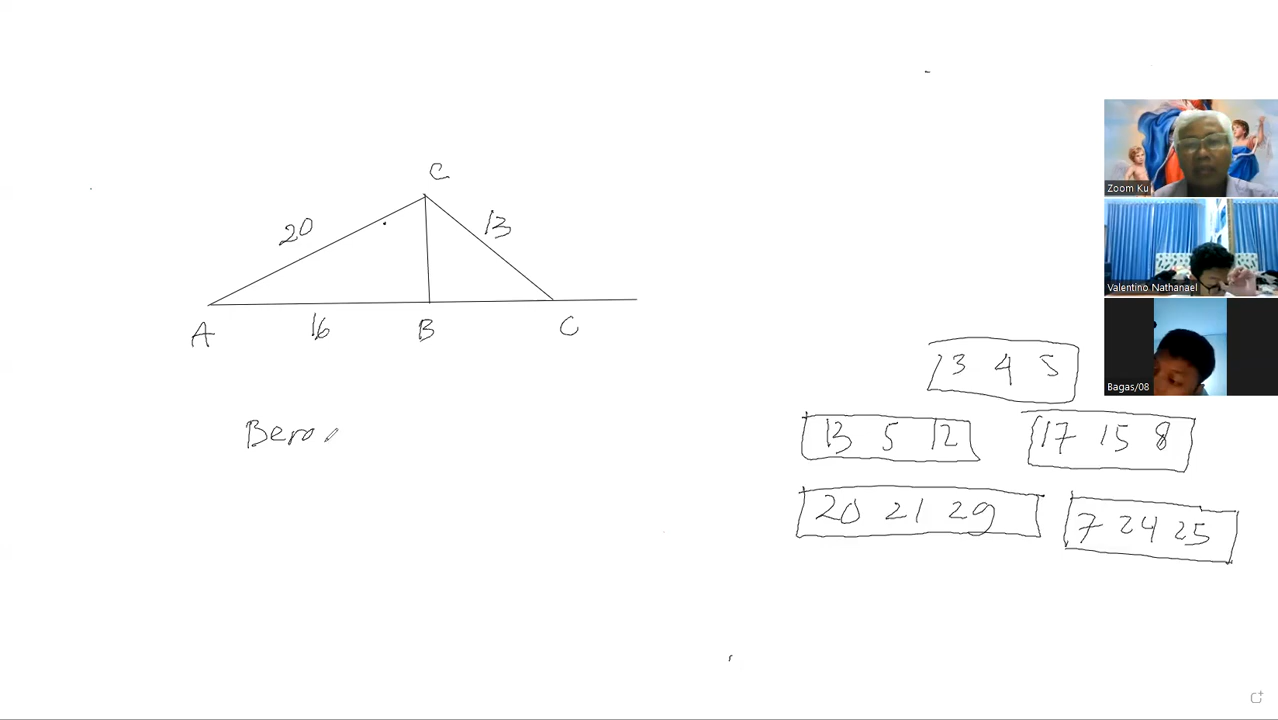 C
20
13
A
16
B
C
Bero
3 4 5
13 5 12
17 15 8
20 21 29
7 24 25
Zoom Ku
Valentino Nathanael
Bagas/08